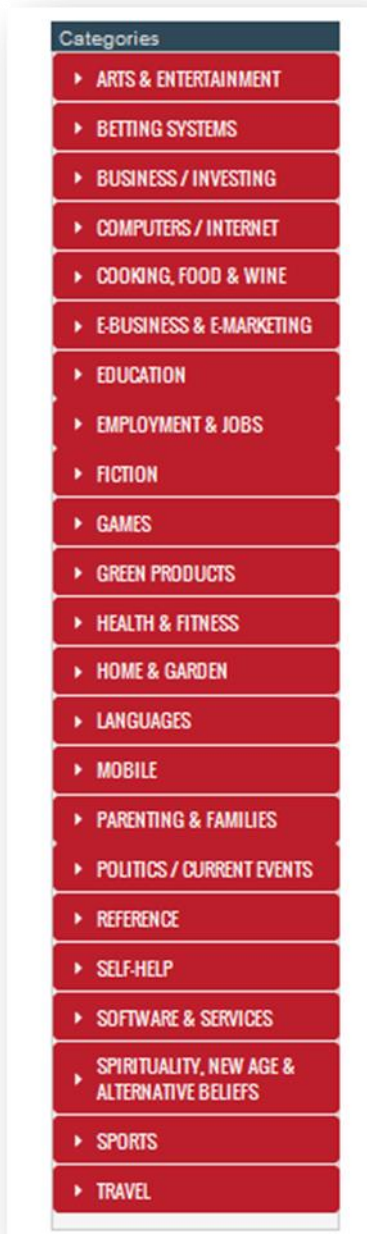 Categories
ARTS & ENTERTAINMENT
BETTING SYSTEMS
BUSINESS / INVESTING
COMPUTERS / INTERNET
COOKING, FOOD & WINE
E-BUSINESS & E-MARKETING
EDUCATION
EMPLOYMENT & JOBS
FICTION
GAMES
GREEN PRODUCTS
HEALTH & FITNESS
HOME & GARDEN
LANGUAGES
MOBILE
PARENTING & FAMILIES
POLITICS / CURRENT EVENTS
REFERENCE
SELF-HELP
SOFTWARE & SERVICES
SPIRITUALITY, NEW AGE &
ALTERNATIVE BELIEFS
SPORTS
TRAVEL